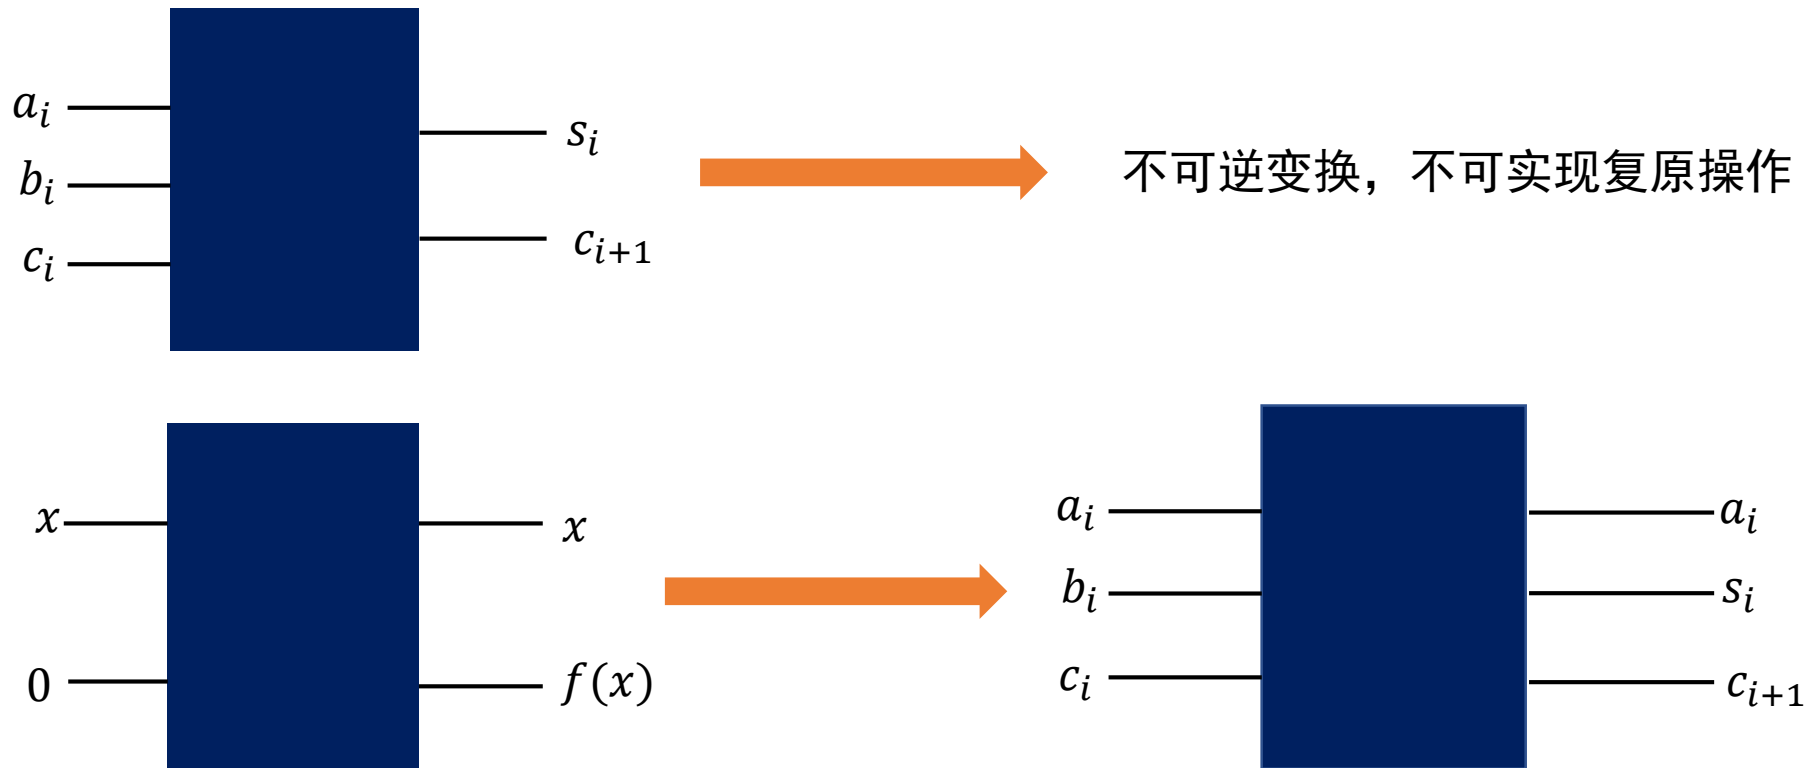 a_i
b_i
c_i
s_i
c_{i+1}
不可逆变换，不可实现复原操作
x
0
x
f(x)
a_i
b_i
c_i
a_i
s_i
c_{i+1}